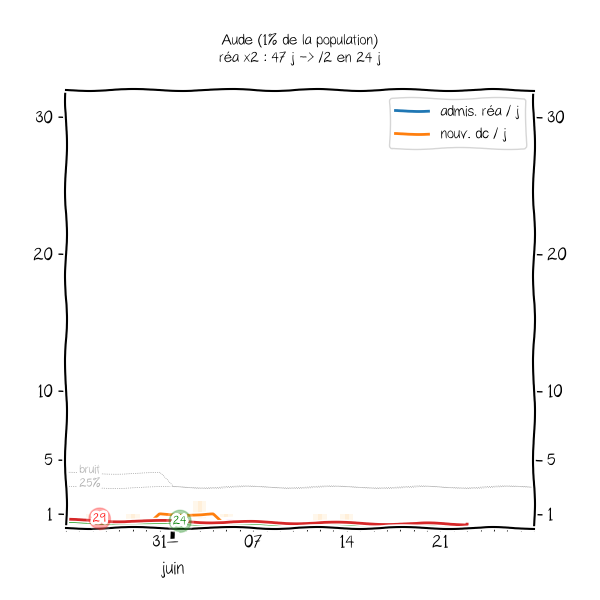 Aude (1% de la population)
réa x2 : 47 j -> /2 en 24 j
admis. réa / j
nouv. dc / j
30
30
20
20
10
10
5
5
bruit
25%
1
29
24
1
31
07
14
21
juin